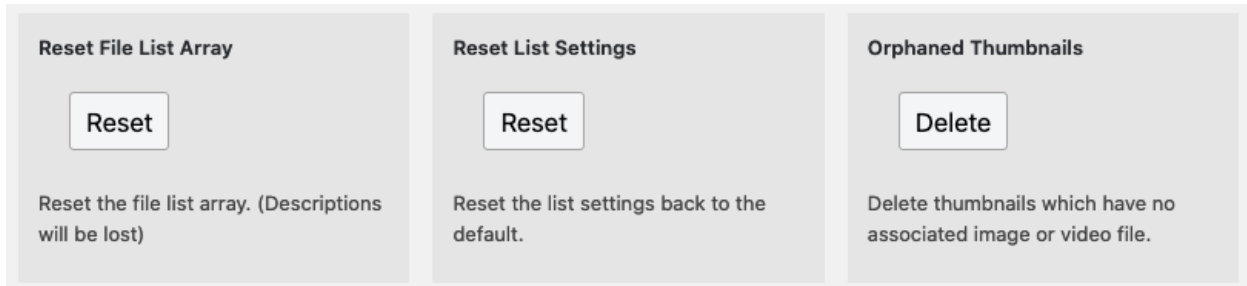 Reset File List Array
Reset
Reset the file list array. (Descriptions
will be lost)
Reset List Settings
Reset
Reset the list settings back to the
default.
Orphaned Thumbnails
Delete
Delete thumbnails which have no
associated image or video file.